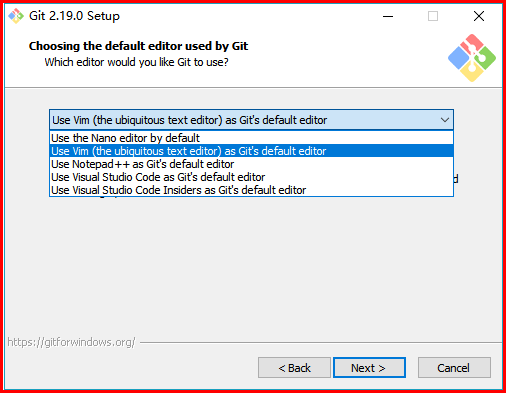 Git 2.19.0 Setup
Choosing the default editor used by Git
Which editor would you like Git to use?
Use Vim (the ubiquitous text editor) as Git's default editor
Use the Nano editor by default
Use Vim (the ubiquitous text editor) as Git's default editor
Use Notepad++ as Git's default editor
Use Visual Studio Code as Git's default editor
Use Visual Studio Code Insiders as Git's default editor
https://gitforwindows.org/
< Back
Next >
Cancel